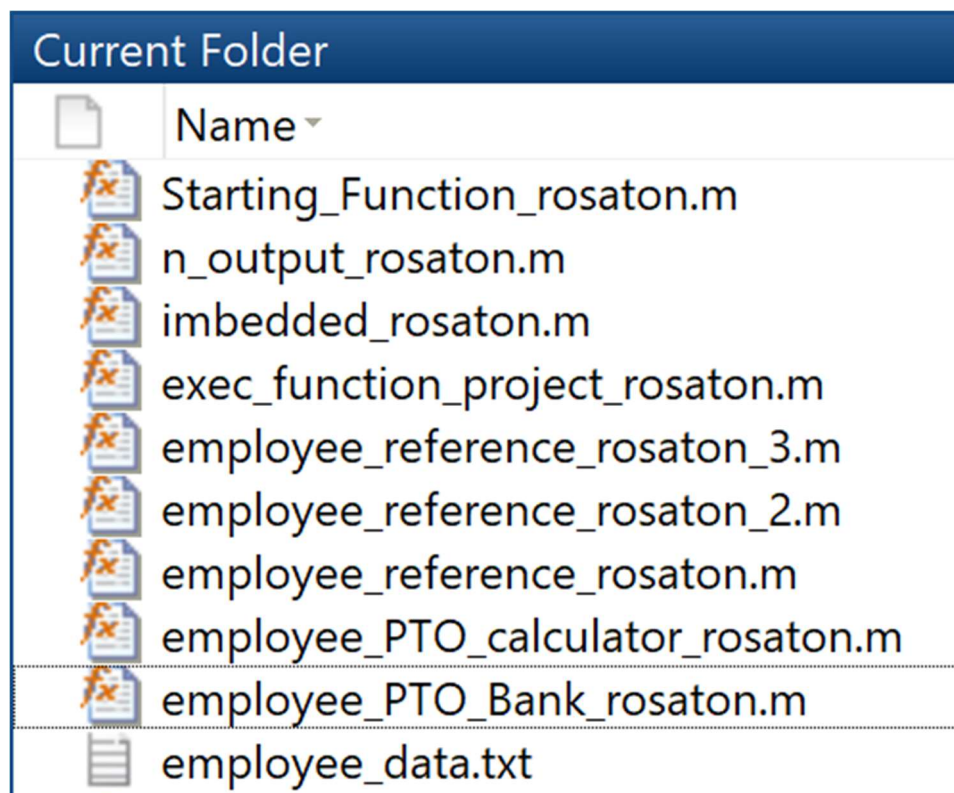 Current Folder
Name
Starting_Function_rosaton.m
n_output_rosaton.m
imbedded_rosaton.m
exec_function_project_rosaton.m
employee_reference_rosaton_3.m
employee_reference_rosaton_2.m
employee_reference_rosaton.m
employee_PTO_calculator_rosaton.m
employee_PTO_Bank_rosaton.m
employee_data.txt